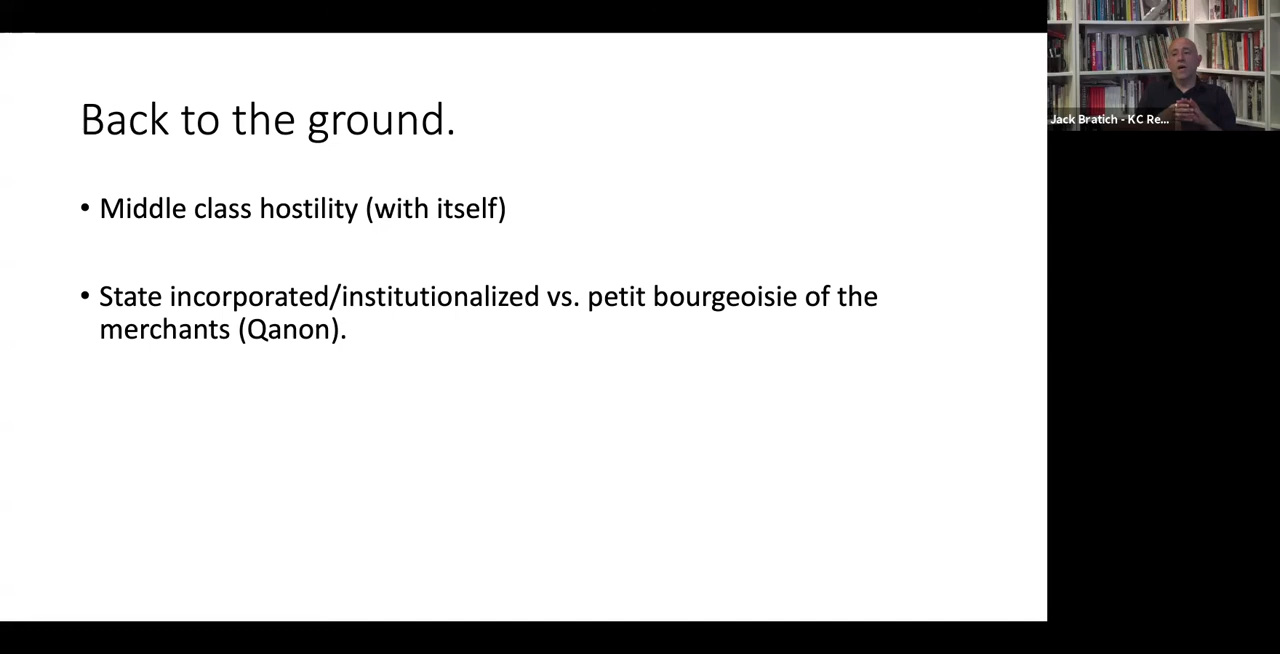 Back to the ground.
• Middle class hostility (with itself)
• State incorporated/institutionalized vs. petit bourgeoisie of the
merchants (Qanon).
Jack Bratich - KC Re...